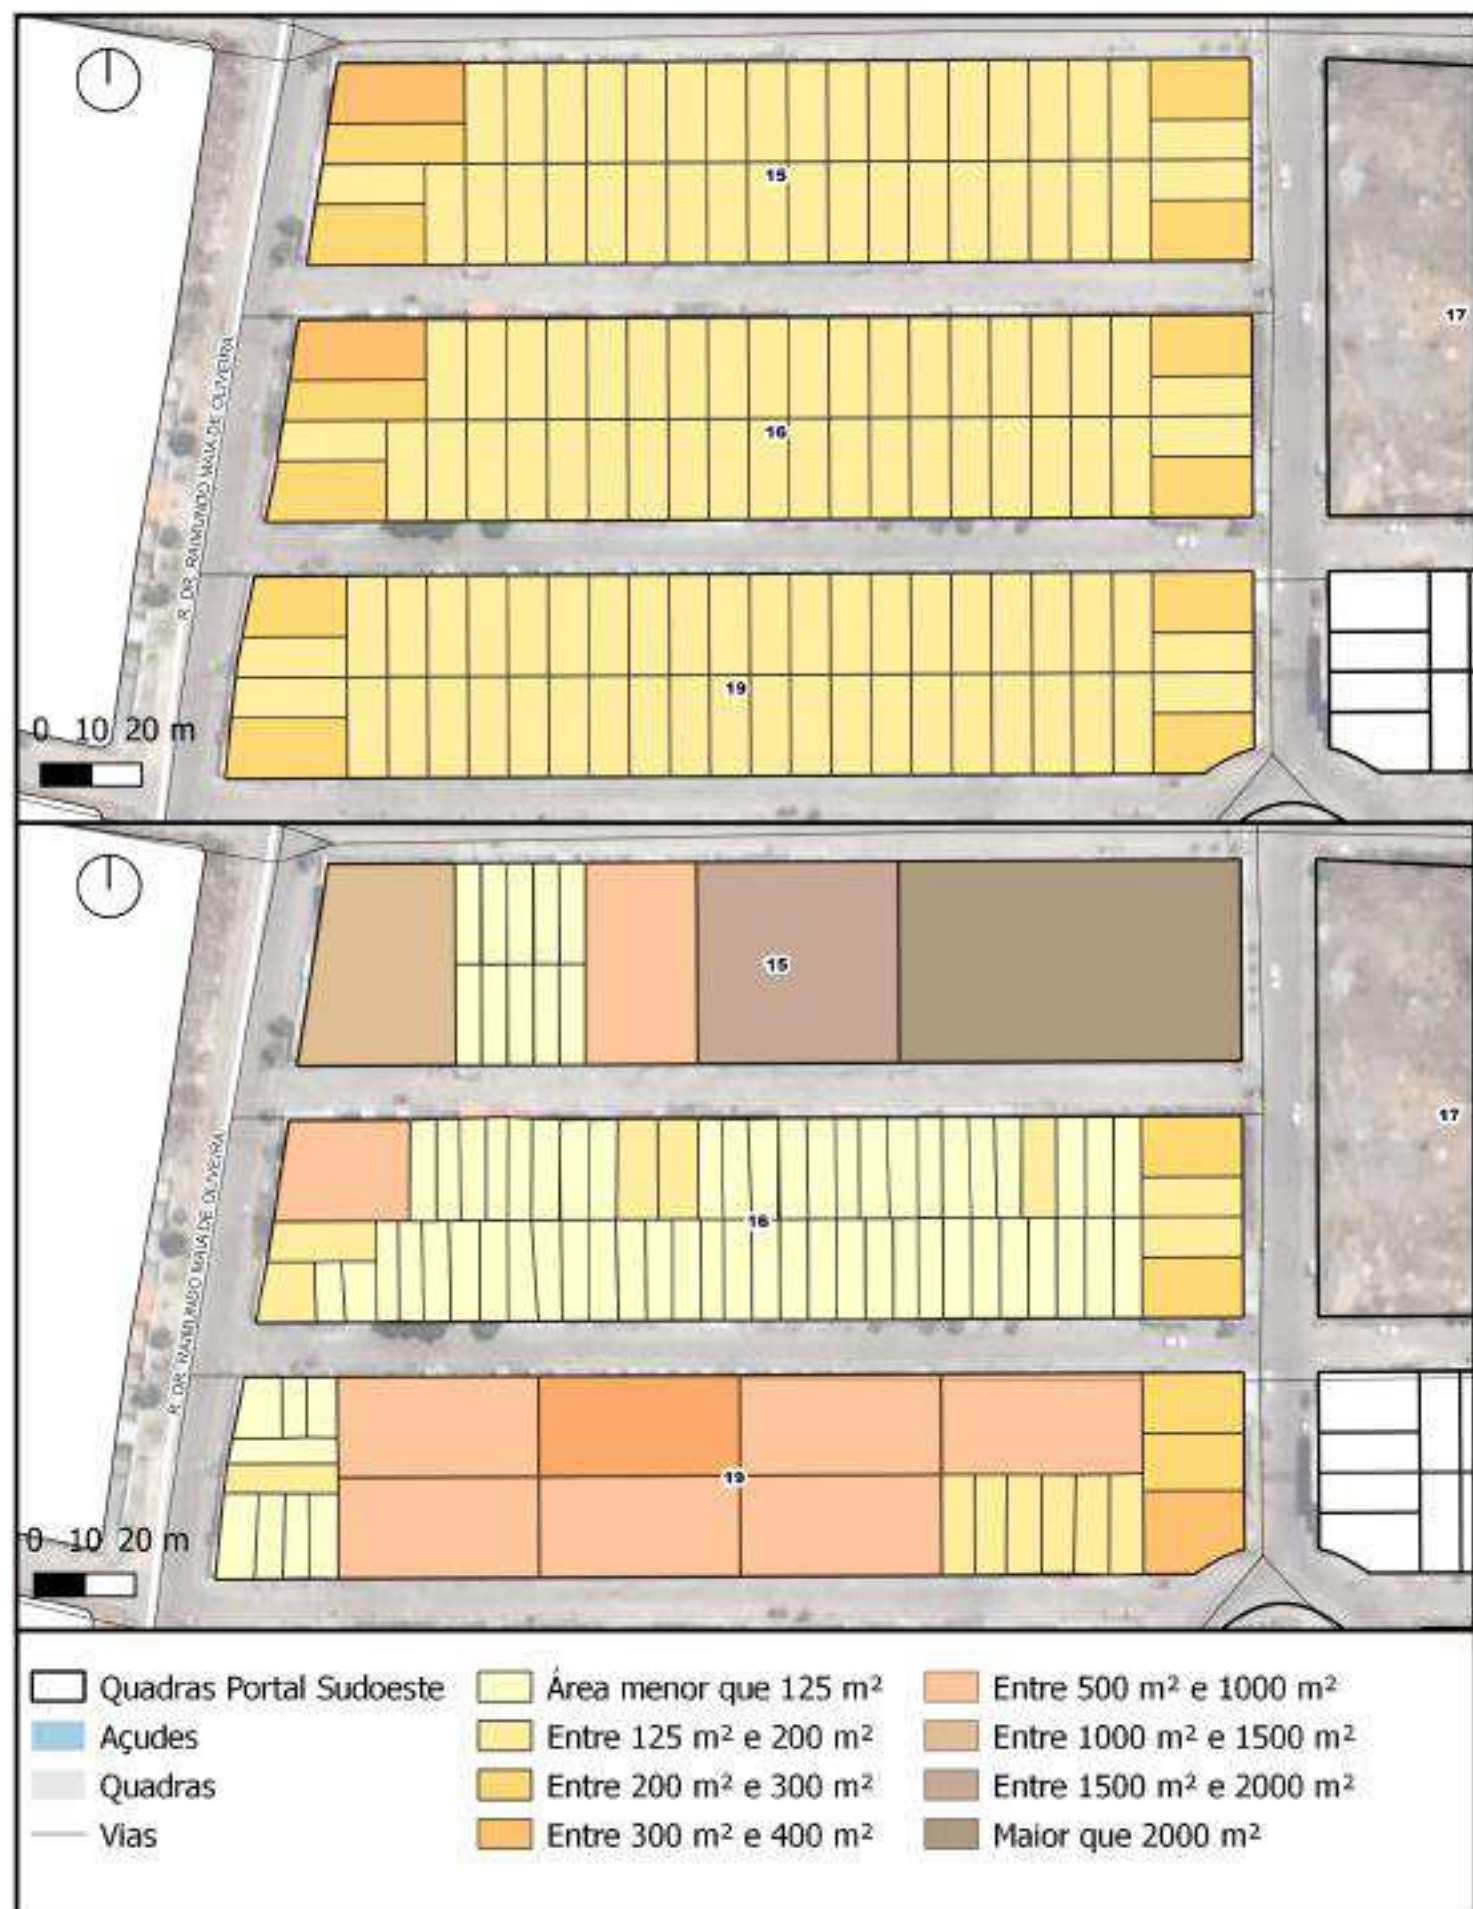 15
17
16
R. DR. RAIMUNDO MAIA DE OLIVEIRA
19
0 10 20 m
15
17
16
R. DR. RAIMUNDO MAIA DE OLIVEIRA
19
0 10 20 m
Quadras Portal Sudoeste
Açudes
Quadras
Vias
Área menor que 125 m²
Entre 125 m² e 200 m²
Entre 200 m² e 300 m²
Entre 300 m² e 400 m²
Entre 500 m² e 1000 m²
Entre 1000 m² e 1500 m²
Entre 1500 m² e 2000 m²
Maior que 2000 m²